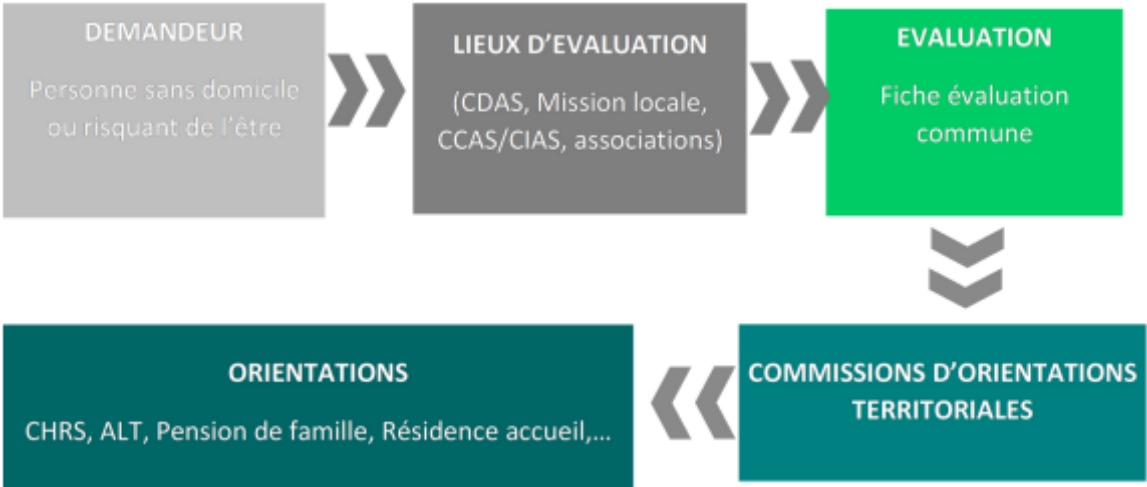 DEMANDEUR
Personne sans domicile
ou risquant de l'être
LIEUX D'EVALUATION
(CDAS, Mission locale,
CCAS/CIAS, associations)
EVALUATION
Fiche évaluation
commune
COMMISSIONS D'ORIENTATIONS
TERRITORIALES
ORIENTATIONS
CHRS, ALT, Pension de famille, Résidence accueil,...